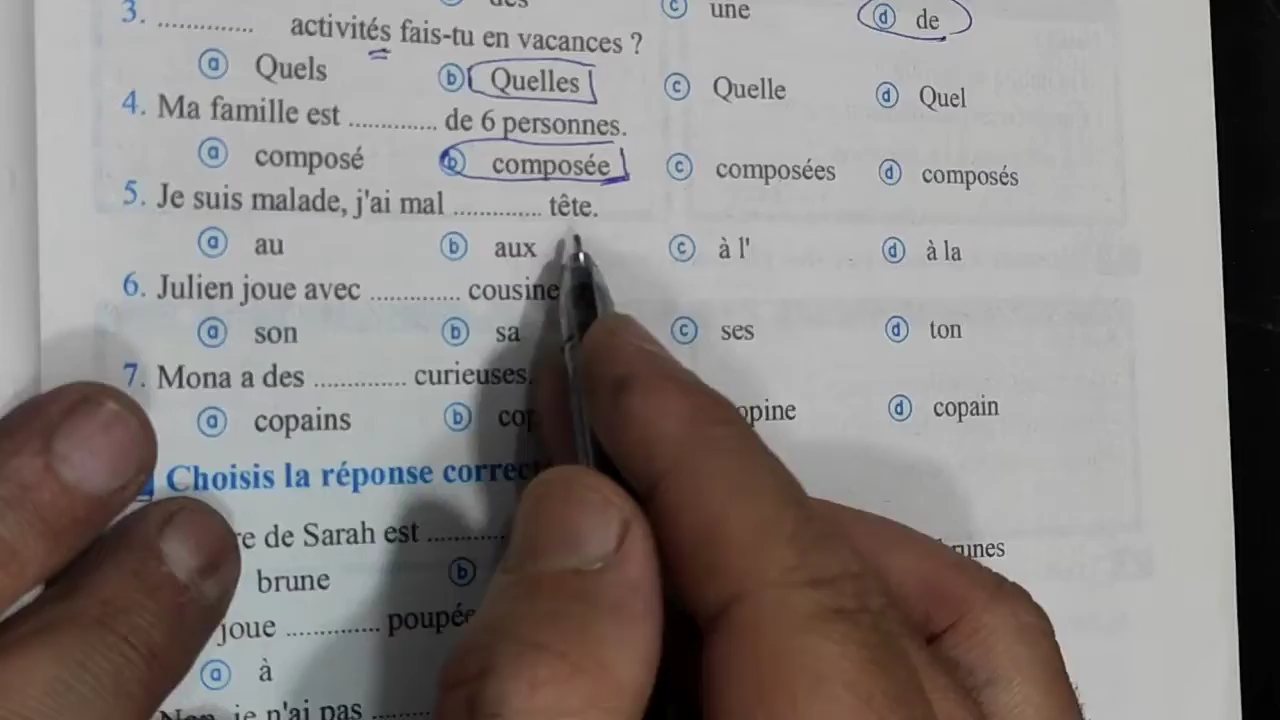 3. .............. activités fais-tu en vacances ?
c une d de
a Quels b Quelles c Quelle d Quel
4. Ma famille est ............. de 6 personnes.
a composé b composée c composées d composés
5. Je suis malade, j'ai mal ............. tête.
a au b aux c à l' d à la
6. Julien joue avec ............. cousine
a son b sa c ses d ton
7. Mona a des .............. curieuses.
a copains b d copain
Choisis la réponse
de Sarah est
brune b
joue .............. poupée
a à
je n'ai pas